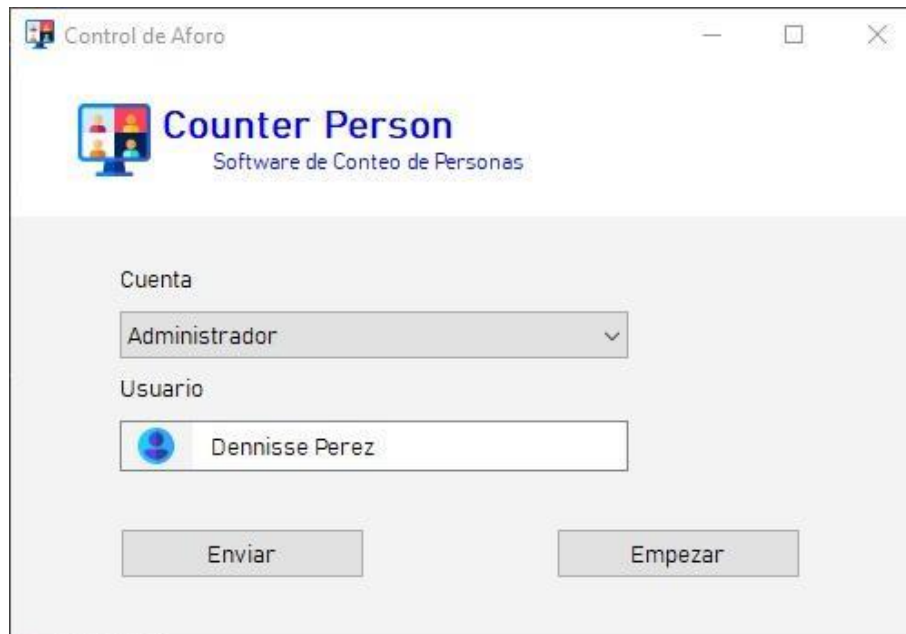 Control de Aforo
Counter Person
Software de Conteo de Personas
Cuenta
Administrador
Usuario
Dennisse Perez
Enviar
Empezar